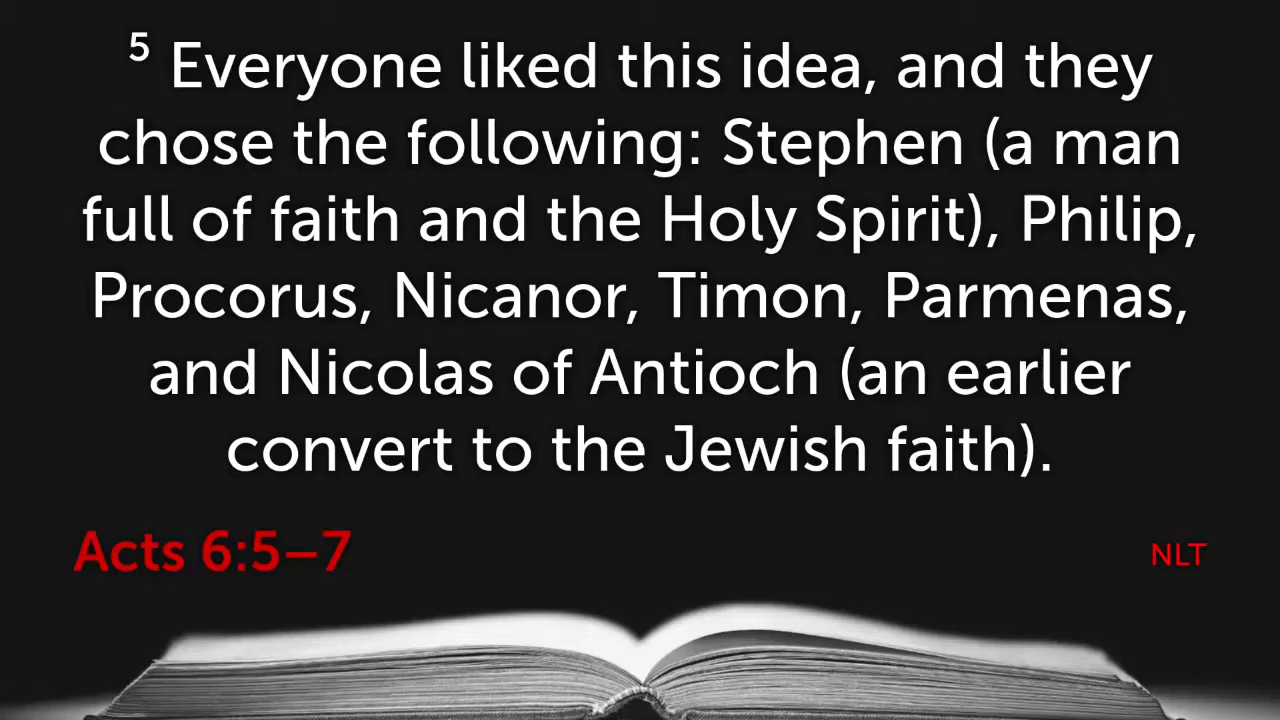 5 Everyone liked this idea, and they
chose the following: Stephen (a man
full of faith and the Holy Spirit), Philip,
Procorus, Nicanor, Timon, Parmenas,
and Nicolas of Antioch (an earlier
convert to the Jewish faith).
Acts 6:5–7
NLT